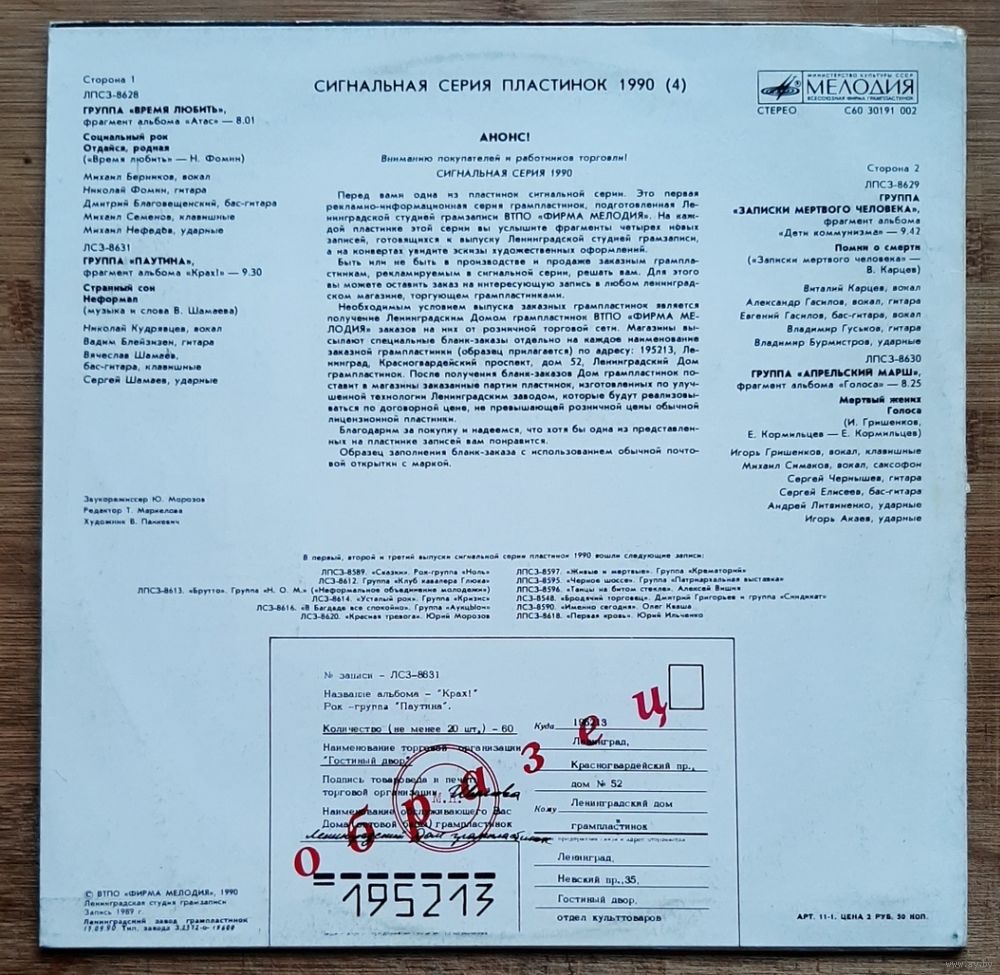 СИГНАЛЬНАЯ СЕРИЯ ПЛАСТИНОК 1990 (4)
МИНИСТЕРСТВО КУЛЬТУРЫ СССР
МЕЛОДИЯ
ВСЕСОЮЗНАЯ ФИРМА ГРАМПЛАСТИНОК
СТЕРЕО
С60 30191 002
Сторона 1
ЛПСЗ-8628
ГРУППА «ВРЕМЯ ЛЮБИТЬ»,
фрагмент альбома «Атас» — 8.01
Социальный рок
Отдайся, родная
(«Время любить» — Н. Фомин)
Михаил Берников, вокал
Николай Фомин, гитара
Дмитрий Благовещенский, бас-гитара
Михаил Семенов, клавишные
Михаил Нефедов, ударные
ЛСЗ-8631
ГРУППА «ПАУТИНА»,
фрагмент альбома «Крах!» — 9.30
Странный сон
Неформал
(музыка и слова В. Шамаева)
Николай Кудрявцев, вокал
Вадим Блейзизен, гитара
Вячеслав Шамаев,
бас-гитара, клавишные
Сергей Шамаев, ударные
Звукорежиссер Ю. Морозов
Редактор Т. Маркелова
Художник В. Панкевич
АНОНС!
Вниманию покупателей и работников торговли!
СИГНАЛЬНАЯ СЕРИЯ 1990
Перед вами одна из пластинок сигнальной серии. Это первая
рекламно-информационная серия грампластинок, подготовленная Ле-
нинградской студией грамзаписи ВТПО «ФИРМА МЕЛОДИЯ». На каж-
дой пластинке этой серии вы услышите фрагменты четырех новых
записей, готовящихся к выпуску Ленинградской студией грамзаписи,
а на конвертах увидите эскизы художественных оформлений.
Быть или не быть в производстве и продаже заказным грампла-
стинкам, рекламируемым в сигнальной серии, решать вам. Для этого
вы можете оставить заказ на интересующую запись в любом ленинград-
ском магазине, торгующем грампластинками.
Необходимым условием выпуска заказных грампластинок является
получение Ленинградским Домом грампластинок ВТПО «ФИРМА МЕ-
ЛОДИЯ» заказов на них от розничной торговой сети. Магазины вы-
сылают специальные бланк-заказы отдельно на каждое наименование
заказной грампластинки (образец прилагается) по адресу: 195213, Ле-
нинград, Красногвардейский проспект, дом 52, Ленинградский Дом
грампластинок. После получения бланк-заказов Дом грампластинок по-
ставит в магазины заказанные партии пластинок, изготовленных по улуч-
шенной технологии Ленинградским заводом, которые будут реализовы-
ваться по договорной цене, не превышающей розничной цены обычной
лицензионной пластинки.
Благодарим за покупку и надеемся, что хотя бы одна из представлен-
ных на пластинке записей вам понравится.
Образец заполнения бланк-заказа с использованием обычной почто-
вой открытки с маркой.
Сторона 2
ЛПСЗ-8629
ГРУППА
«ЗАПИСКИ МЕРТВОГО ЧЕЛОВЕКА»,
фрагмент альбома
«Дети коммунизма» — 9.42
Помни о смерти
(«Записки мертвого человека» —
В. Карцев)
Виталий Карцев, вокал
Александр Гасилов, вокал, гитара
Евгений Гасилов, бас-гитара, вокал
Владимир Гуськов, гитара
Владимир Бурмистров, ударные
ЛПСЗ-8630
ГРУППА «АПРЕЛЬСКИЙ МАРШ»,
фрагмент альбома «Голоса» — 8.25
Мертвый жених
Голоса
(И. Гришенков,
Е. Кормильцев — Е. Кормильцев)
Игорь Гришенков, вокал, клавишные
Михаил Симаков, вокал, саксофон
Сергей Чернышев, гитара
Сергей Елисеев, бас-гитара
Андрей Литвиненко, ударные
Игорь Акаев, ударные
В первый, второй и третий выпуски сигнальной серии пластинок 1990 вошли следующие записи:
ЛПСЗ-8589. «Сказки». Рок-группа «Ноль»
ЛСЗ-8612. Группа «Клуб кавалера Глюка»
ЛПСЗ-8613. «Брутто». Группа «Н. О. М.» («Неформальное объединение молодежи»)
ЛСЗ-8614. «Усталый рок». Группа «Кризис»
ЛСЗ-8616. «В Багдаде все спокойно». Группа «АукцЫон»
ЛСЗ-8620. «Красная тревога». Юрий Морозов
ЛПСЗ-8597. «Живые и мертвые». Группа «Крематорий»
ЛПСЗ-8595. «Черное шоссе». Группа «Патриархальная выставка»
ЛПСЗ-8596. «Танцы на битом стекле». Алексей Вишня
ЛСЗ-8548. «Бродячий торговец». Дмитрий Григорьев и группа «Синдикат»
ЛСЗ-8590. «Именно сегодня». Олег Кваша
ЛПСЗ-8618. «Первая кровь». Юрий Ильченко
№ записи - ЛСЗ-8631
Название альбома - "Крах!"
Рок -группа "Паутина".
Количество (не менее 20 шт.) - 60
Наименование торговой организации
"Гостиный двор"
Подпись товароведа и печать
торговой организации Иванова
М.П.
Наименование обслуживающего Вас
Дома (оптовой базы) грампластинок
Ленинградский Дом грампластинок
образец
195213
Куда 195213
Ленинград,
Красногвардейский пр.,
дом № 52
Кому Ленинградский дом
грампластинок
Ленинград,
Невский пр.,35,
Гостиный двор,
отдел культтоваров
© ВТПО «ФИРМА МЕЛОДИЯ», 1990
Ленинградская студия грамзаписи
Запись 1989 г.
Ленинградский завод грампластинок
АРТ. 11-1. ЦЕНА 2 РУБ. 50 КОП.
www.ay.by